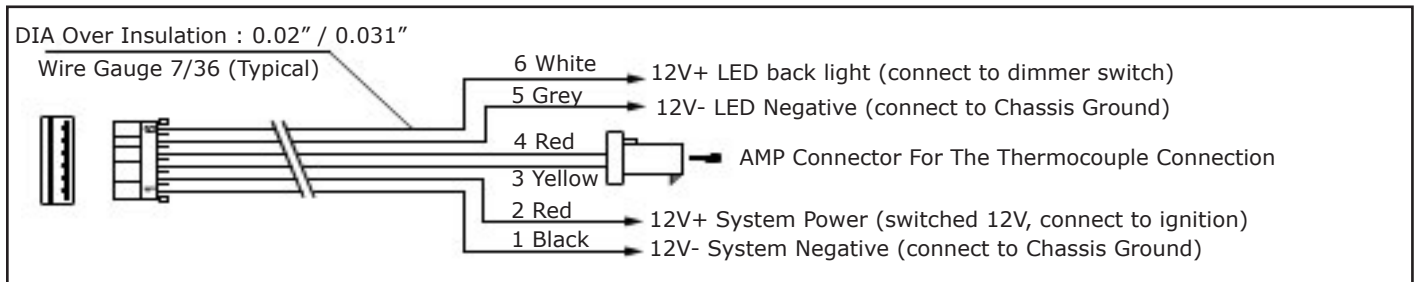 DIA Over Insulation : 0.02” / 0.031”
Wire Gauge 7/36 (Typical)
6 White
12V+ LED back light (connect to dimmer switch)
5 Grey
12V- LED Negative (connect to Chassis Ground)
4 Red
AMP Connector For The Thermocouple Connection
3 Yellow
2 Red
12V+ System Power (switched 12V, connect to ignition)
1 Black
12V- System Negative (connect to Chassis Ground)